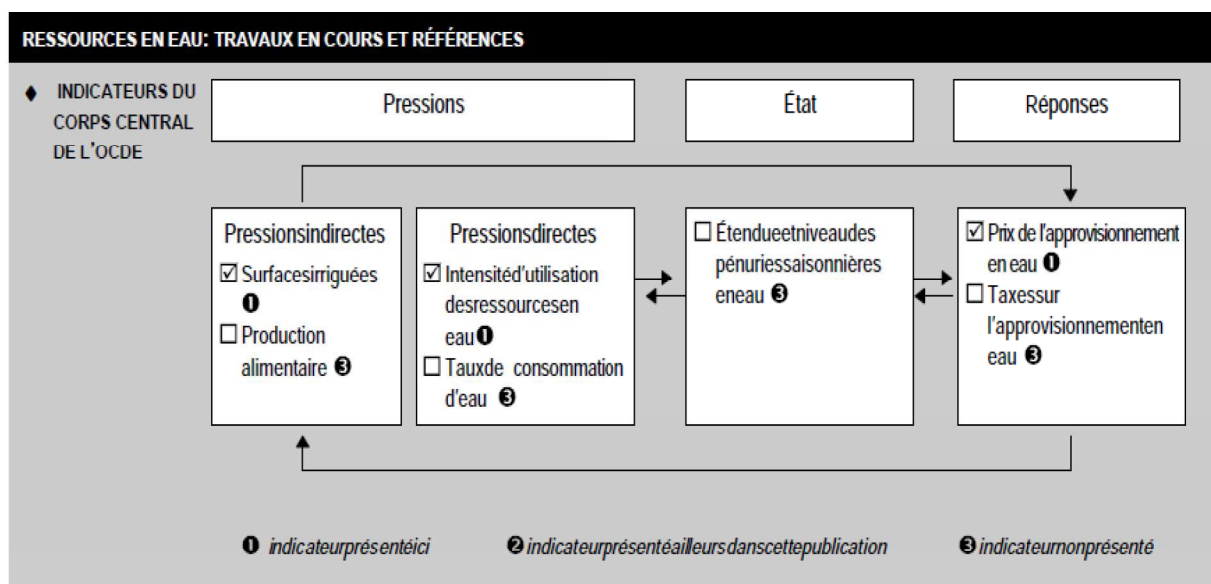 RESSOURCES EN EAU: TRAVAUX EN COURS ET RÉFÉRENCES
♦ INDICATEURS DU
CORPS CENTRAL
DE L'OCDE
Pressions
État
Réponses
Pressionsindirectes
☑ Surfacesirriguées
❶
☐ Production
alimentaire ❸
Pressionsdirectes
☑ Intensitéd'utilisation
desressourcesen
eau❶
☐ Tauxde consommation
d'eau ❸
☐ Étendueetniveaudes
pénuriessaisonnières
eneau ❸
☑ Prix de l'approvisionnement
en eau ❶
☐ Taxessur
l'approvisionnementen
eau ❸
❶ indicateurprésentéici
❷ indicateurprésentéailleursdanscettepublication
❸ indicateurnonprésenté